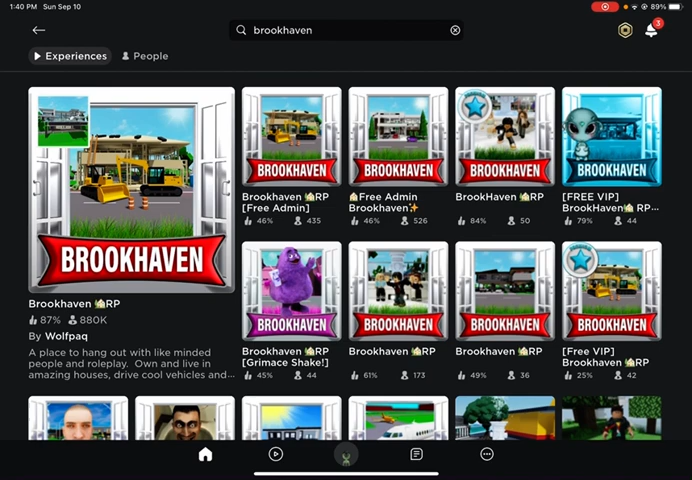 1:40 PM Sun Sep 10
89%
brookhaven
3
Experiences
People
BROOKHAVEN
Brookhaven 🏡RP
87% 880K
By Wolfpaq
A place to hang out with like minded
people and roleplay. Own and live in
amazing houses, drive cool vehicles and...
BROOKHAVEN
Brookhaven 🏡RP
[Free Admin]
46% 435
BROOKHAVEN
🏠Free Admin
Brookhaven✨
46% 526
BROOKHAVEN
BrookHaven 🏡RP
84% 50
BROOKHAVEN
[FREE VIP]
BrookHaven🏡 RP...
79% 44
BROOKHAVEN
Brookhaven 🏡RP
[Grimace Shake!]
45% 44
BROOKHAVEN
Brookhaven 🏡RP
61% 173
BROOKHAVEN
Brookhaven 🏡RP
49% 36
BROOKHAVEN
[Free VIP]
Brookhaven 🏡RP
25% 42